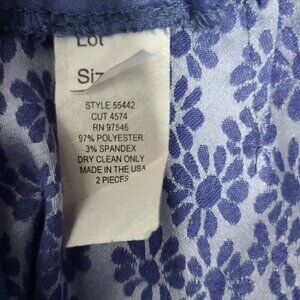 Lot
Siz
STYLE 55442
CUT 4574
RN 97546
97% POLYESTER
3% SPANDEX
DRY CLEAN ONLY
MADE IN THE USA
2 PIECES